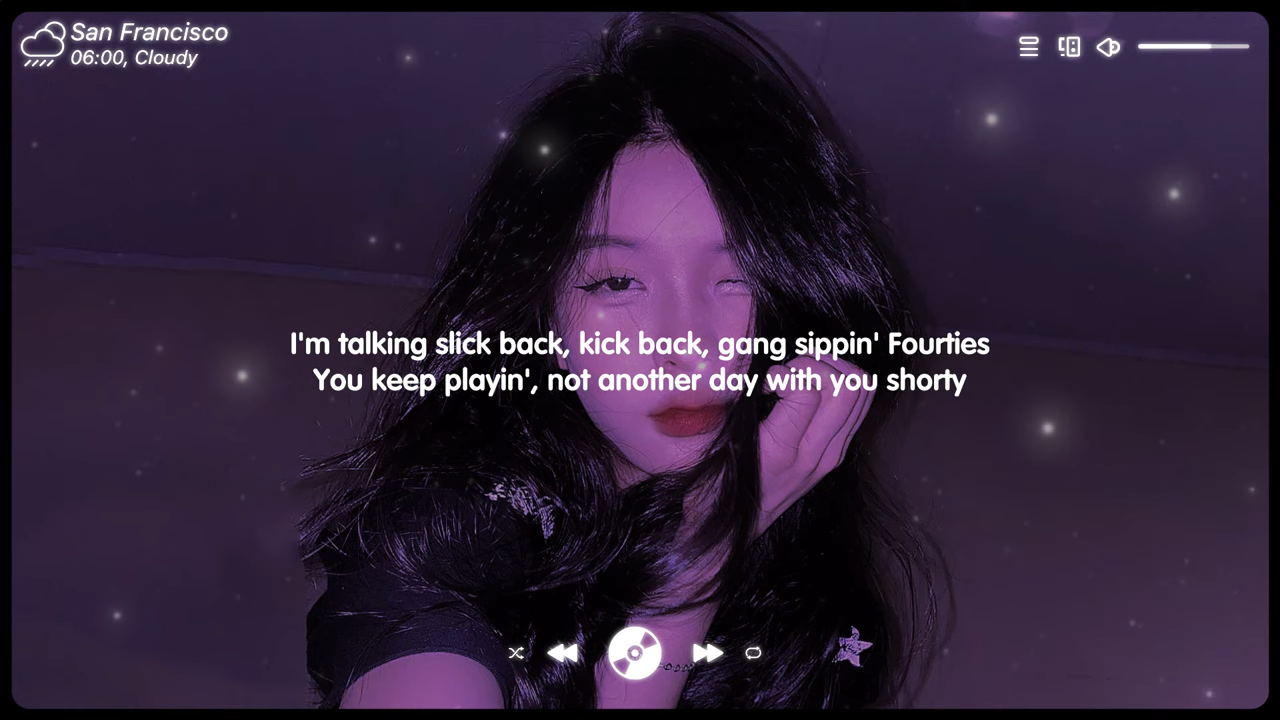 San Francisco
06:00, Cloudy
I'm talking slick back, kick back, gang sippin' Fourties
You keep playin', not another day with you shorty